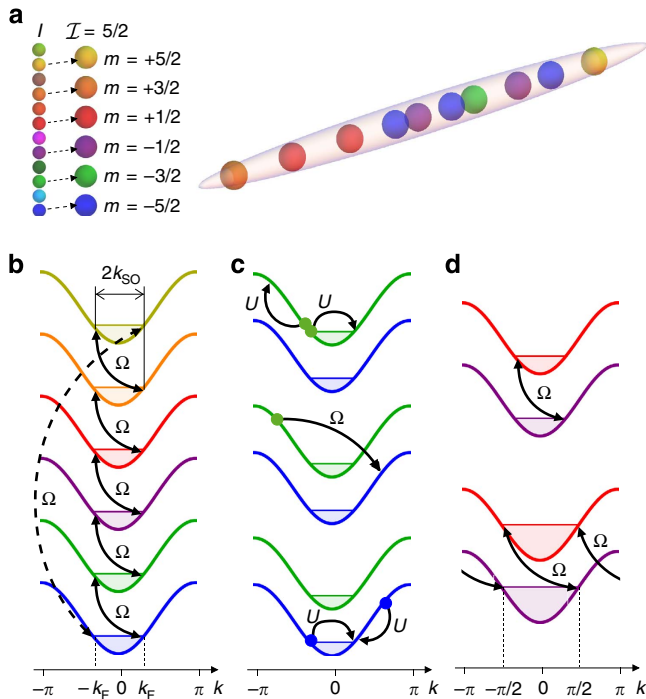 a
I   𝓘 = 5/2
m = +5/2
m = +3/2
m = +1/2
m = −1/2
m = −3/2
m = −5/2
b
2k_SO
Ω
Ω
Ω
Ω
Ω
Ω
−π   −k_F   0   k_F   π   k
c
U   U
Ω
U   U
−π   0   π   k
d
Ω
Ω   Ω
−π   −π/2   0   π/2   π   k